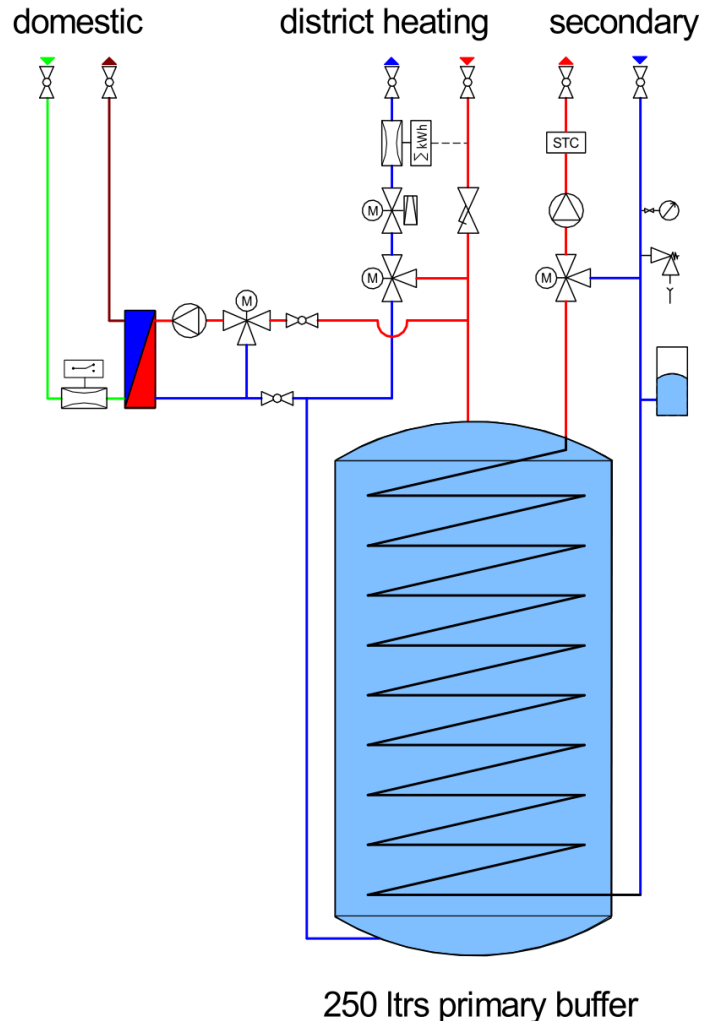 domestic
district heating
secondary
Σ kWh
STC
M
M
M
M
250 ltrs primary buffer